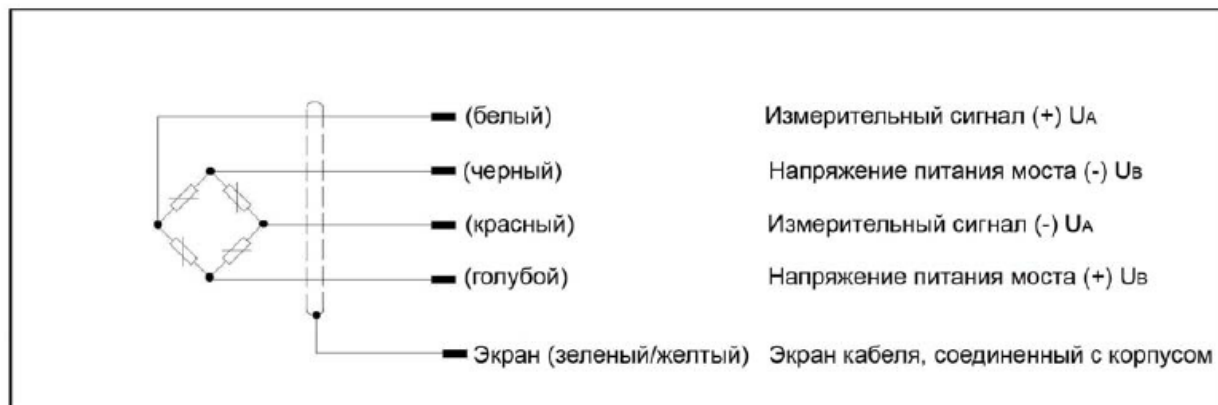 (белый) Измерительный сигнал (+) UA
(черный) Напряжение питания моста (-) UB
(красный) Измерительный сигнал (-) UA
(голубой) Напряжение питания моста (+) UB
Экран (зеленый/желтый) Экран кабеля, соединенный с корпусом